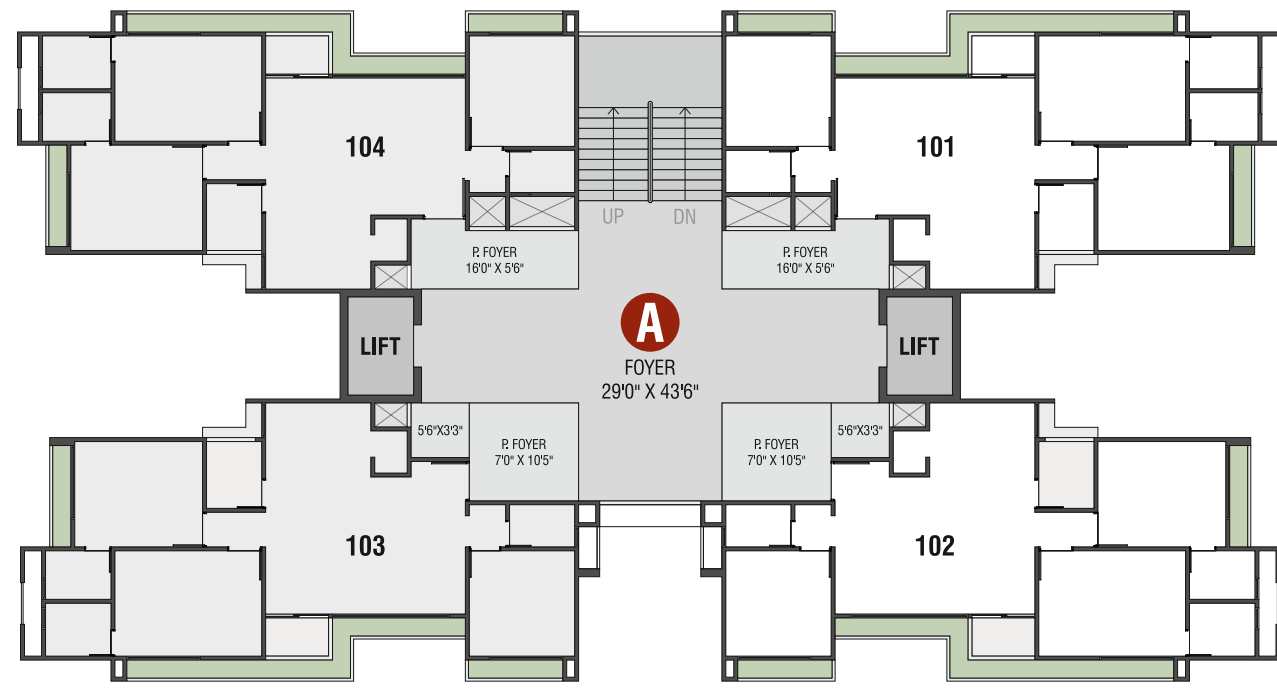 104
101
UP
DN
P. FOYER
16'0" X 5'6"
P. FOYER
16'0" X 5'6"
A
LIFT
LIFT
FOYER
29'0" X 43'6"
5'6"X3'3"
P. FOYER
7'0" X 10'5"
P. FOYER
7'0" X 10'5"
5'6"X3'3"
103
102